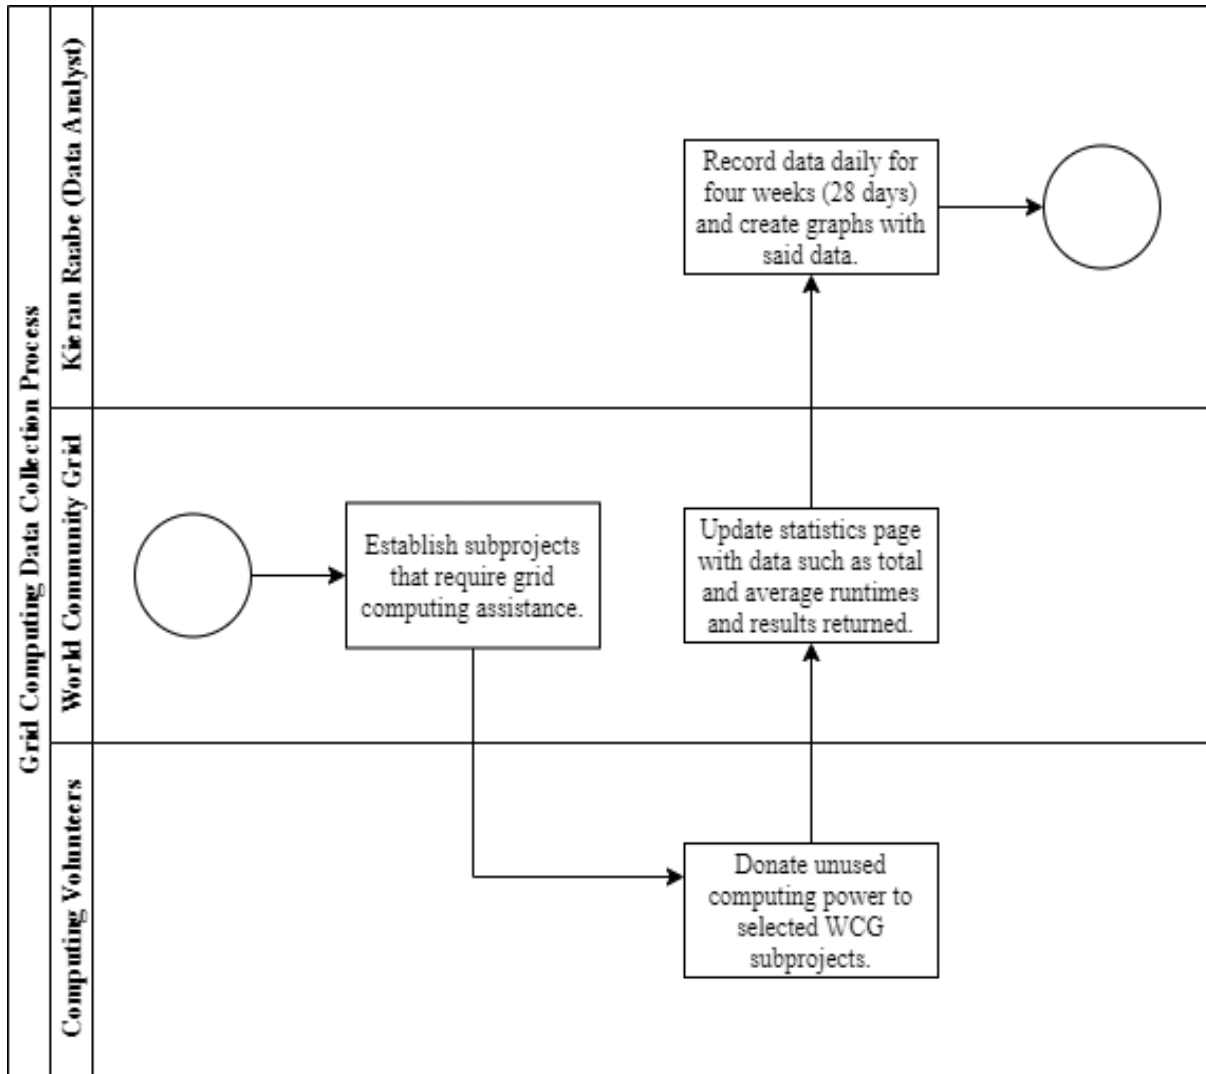 Grid Computing Data Collection Process
Kieran Raabe (Data Analyst)
Record data daily for
four weeks (28 days)
and create graphs with
said data.
World Community Grid
Establish subprojects
that require grid
computing assistance.
Update statistics page
with data such as total
and average runtimes
and results returned.
Computing Volunteers
Donate unused
computing power to
selected WCG
subprojects.